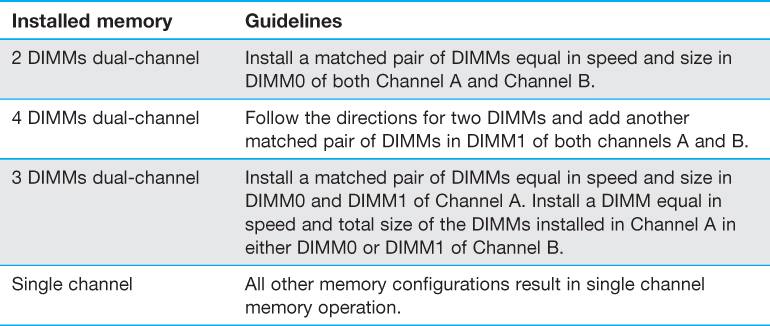 Installed memory Guidelines
2 DIMMs dual-channel Install a matched pair of DIMMs equal in speed and size in
DIMM0 of both Channel A and Channel B.
4 DIMMs dual-channel Follow the directions for two DIMMs and add another
matched pair of DIMMs in DIMM1 of both channels A and B.
3 DIMMs dual-channel Install a matched pair of DIMMs equal in speed and size in
DIMM0 and DIMM1 of Channel A. Install a DIMM equal in
speed and total size of the DIMMs installed in Channel A in
either DIMM0 or DIMM1 of Channel B.
Single channel All other memory configurations result in single channel
memory operation.